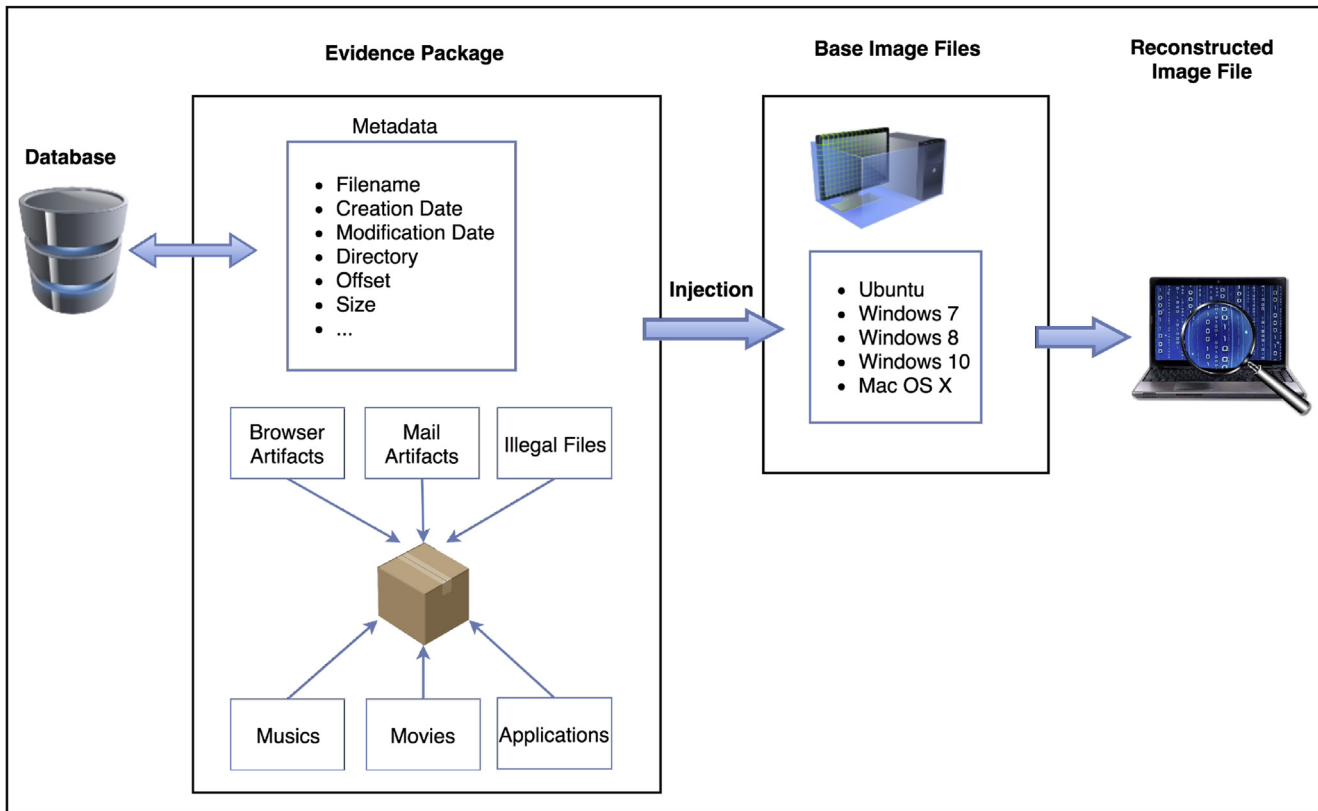 Evidence Package
Base Image Files
Reconstructed
Image File
Database
Metadata
• Filename
• Creation Date
• Modification Date
• Directory
• Offset
• Size
• ...
Injection
• Ubuntu
• Windows 7
• Windows 8
• Windows 10
• Mac OS X
Browser
Artifacts
Mail
Artifacts
Illegal Files
Musics
Movies
Applications